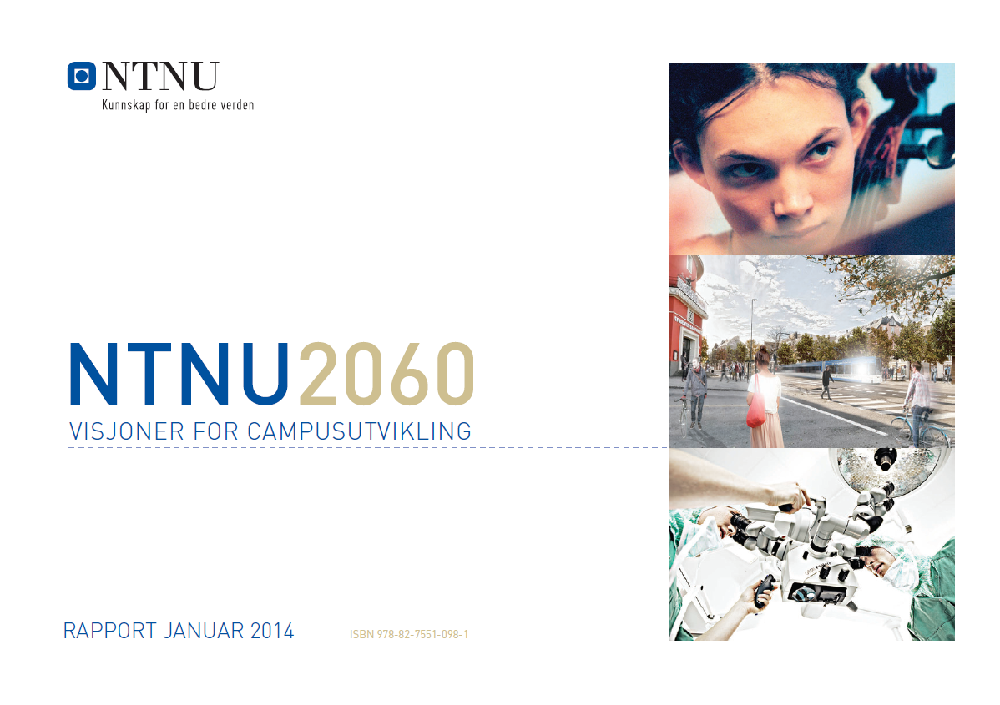 NTNU
Kunnskap for en bedre verden
NTNU2060
VISJONER FOR CAMPUSUTVIKLING
RAPPORT JANUAR 2014
ISBN 978-82-7551-098-1